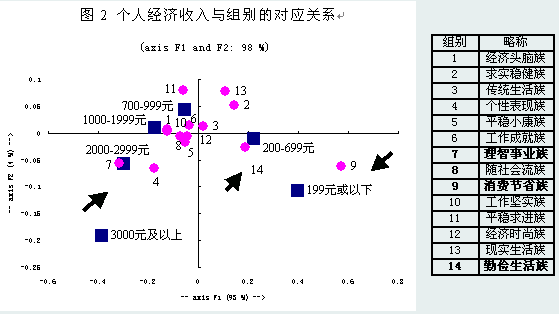 图 2 个人经济收入与组别的对应关系
(axis F1 and F2: 98 %)
-- axis F2 (4 %) -->
0.1
0.05
0
-0.05
-0.1
-0.15
-0.2
-0.25
-0.6
-0.4
-0.2
0
0.2
0.4
0.6
0.8
-- axis F1 (95 %) -->
11
13
700-999元
2
1000-1999元
1
10
6
3
8
12
5
200-699元
2000-2999元
7
4
14
9
199元或以下
3000元及以上
组别 略称
1 经济头脑族
2 求实稳健族
3 传统生活族
4 个性表现族
5 平稳小康族
6 工作成就族
7 理智事业族
8 随社会流族
9 消费节省族
10 工作坚实族
11 平稳求进族
12 经济时尚族
13 现实生活族
14 勤俭生活族